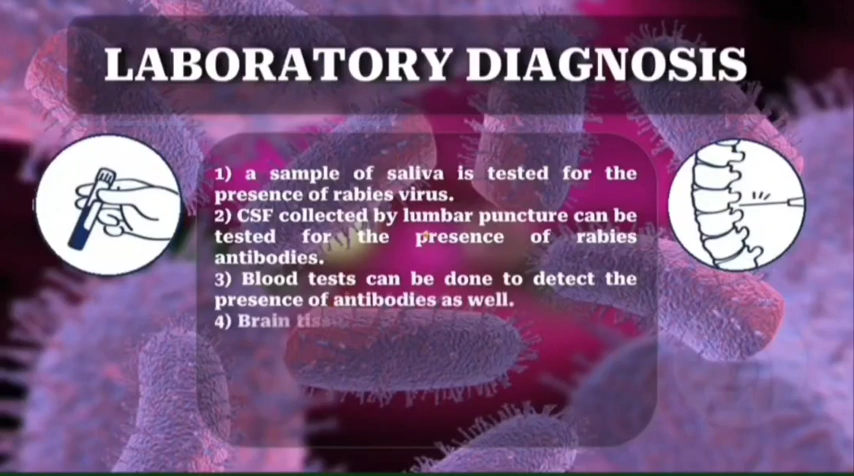 LABORATORY DIAGNOSIS
1) a sample of saliva is tested for the
presence of rabies virus.
2) CSF collected by lumbar puncture can be
tested for the presence of rabies
antibodies.
3) Blood tests can be done to detect the
presence of antibodies as well.
4) Brain